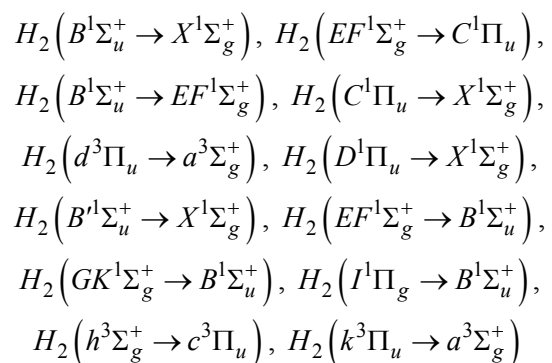 H₂(B¹Σᵤ⁺ → X¹Σg⁺), H₂(EF¹Σg⁺ → C¹Πᵤ),
H₂(B¹Σᵤ⁺ → EF¹Σg⁺), H₂(C¹Πᵤ → X¹Σg⁺),
H₂(d³Πᵤ → a³Σg⁺), H₂(D¹Πᵤ → X¹Σg⁺),
H₂(B′¹Σᵤ⁺ → X¹Σg⁺), H₂(EF¹Σg⁺ → B¹Σᵤ⁺),
H₂(GK¹Σg⁺ → B¹Σᵤ⁺), H₂(I¹Πg → B¹Σᵤ⁺),
H₂(h³Σg⁺ → c³Πᵤ), H₂(k³Πᵤ → a³Σg⁺)